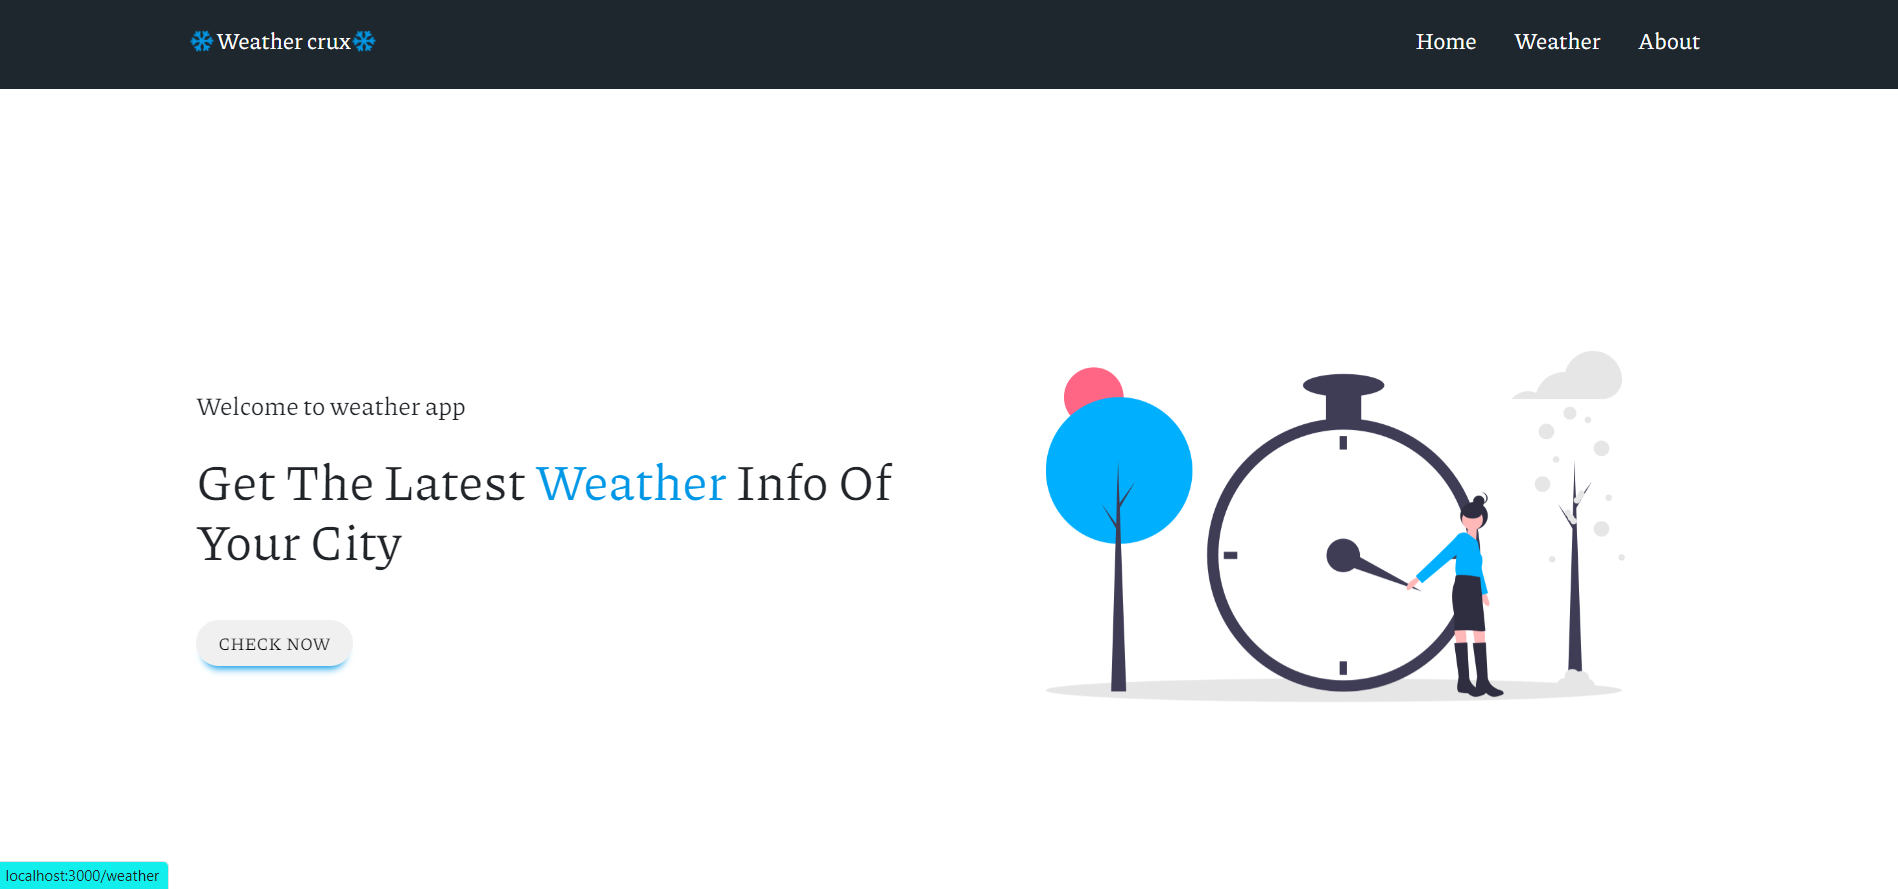 ❄Weather crux❄
Home Weather About
Welcome to weather app
Get The Latest Weather Info Of
Your City
CHECK NOW
localhost:3000/weather